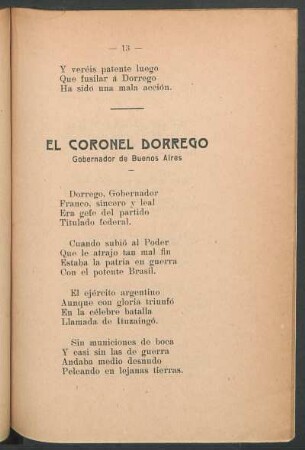 — 13 —
Y veréis patente luego
Que fusilar á Dorrego
Ha sido una mala acción.
EL CORONEL DORREGO
Gobernador de Buenos Aires
Dorrego, Gobernador
Franco, sincero y leal
Era gefe del partido
Titulado federal.
Cuando subió al Poder
Que le atrajo tan mal fin
Estaba la patria en guerra
Con el potente Brasil.
El ejército argentino
Aunque con gloria triunfó
En la célebre batalla
Llamada de Ituzaingó.
Sin municiones de boca
Y casi sin las de guerra
Andaba medio desnudo
Peleando en lejanas tierras.